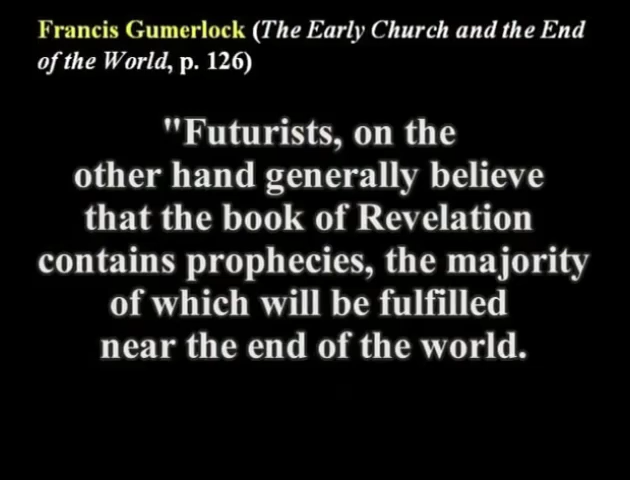 Francis Gumerlock (The Early Church and the End
of the World, p. 126)
"Futurists, on the
other hand generally believe
that the book of Revelation
contains prophecies, the majority
of which will be fulfilled
near the end of the world.